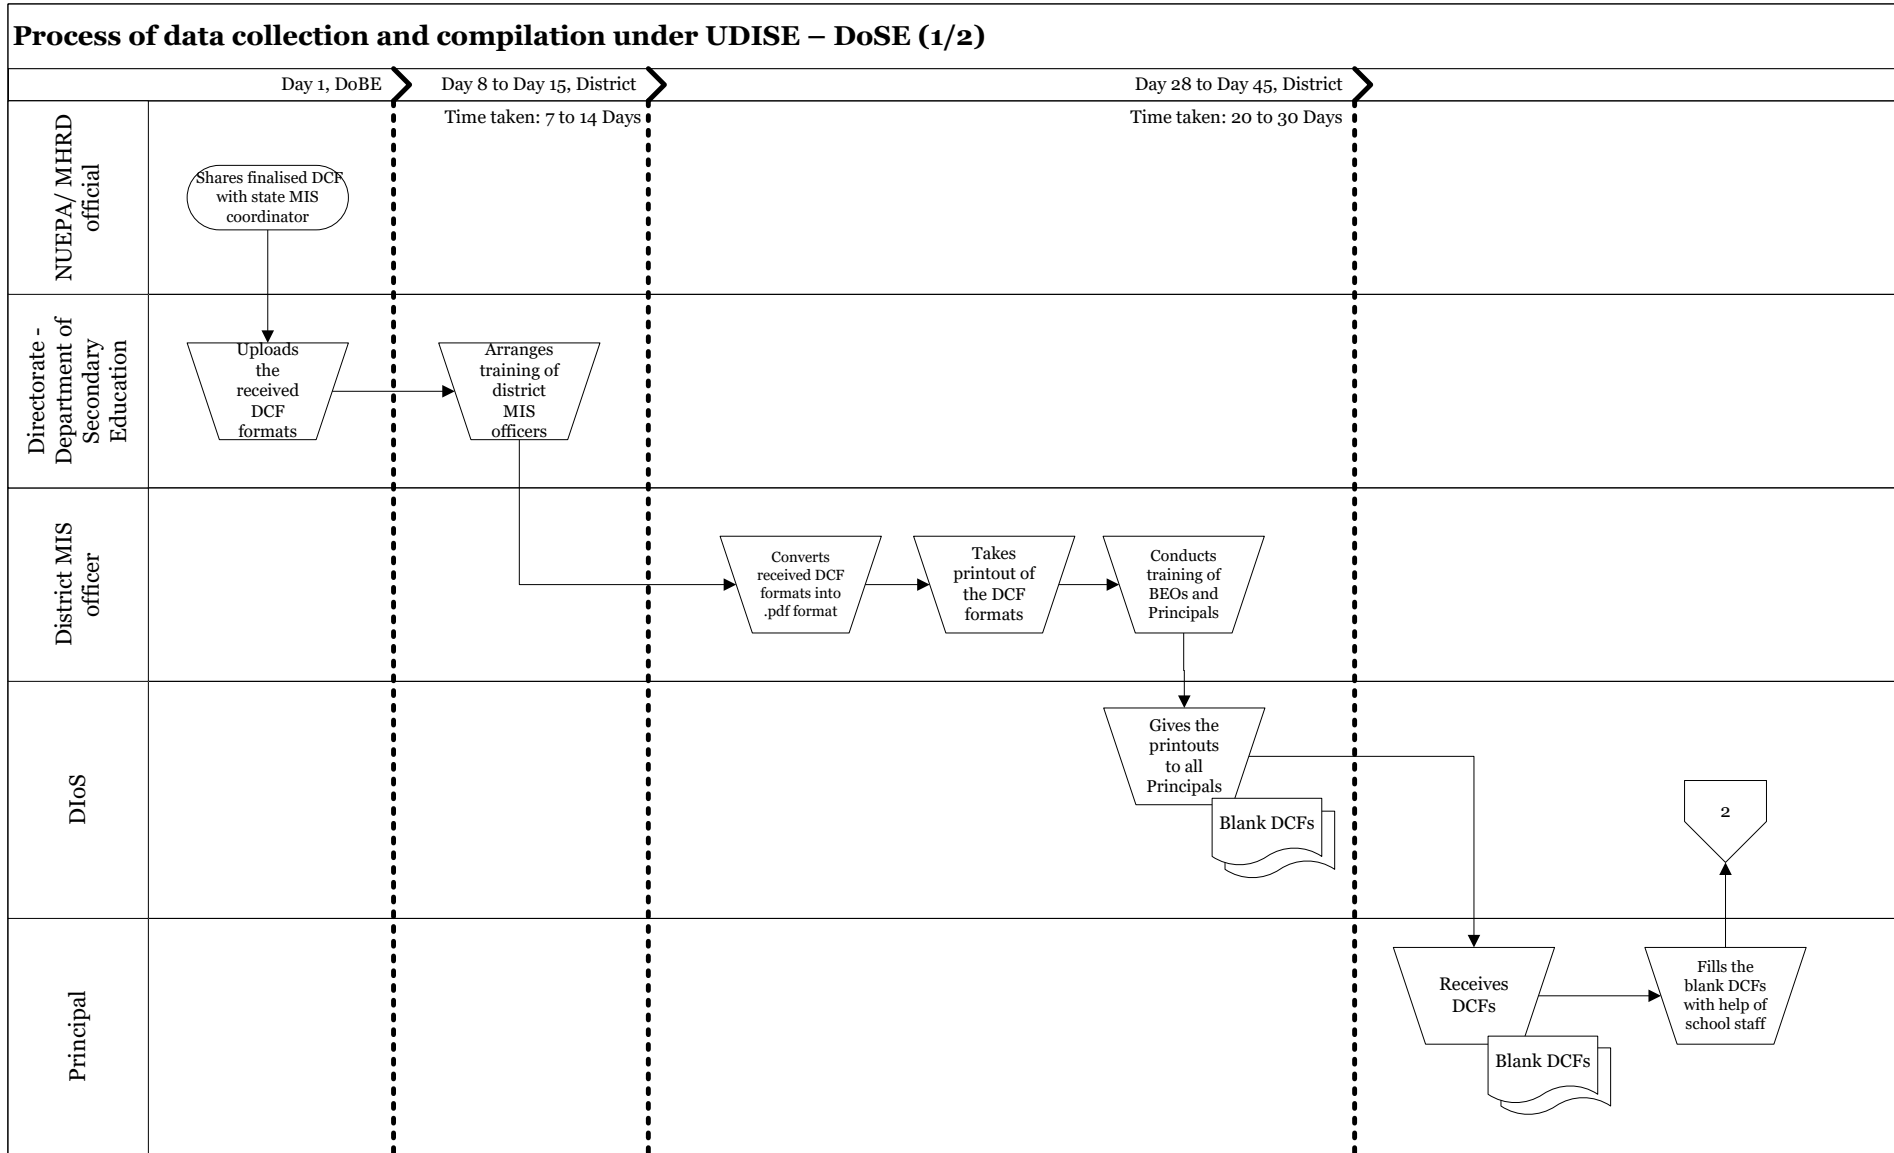 Process of data collection and compilation under UDISE – DoSE (1/2)
Day 1, DoBE
Day 8 to Day 15, District
Day 28 to Day 45, District
Time taken: 7 to 14 Days
Time taken: 20 to 30 Days
NUEPA/ MHRD
official
Shares finalised DCF
with state MIS
coordinator
Directorate -
Department of
Secondary
Education
Uploads
the
received
DCF
formats
Arranges
training of
district
MIS
officers
District MIS
officer
Converts
received DCF
formats into
.pdf format
Takes
printout of
the DCF
formats
Conducts
training of
BEOs and
Principals
DIoS
Gives the
printouts
to all
Principals
Blank DCFs
2
Principal
Receives
DCFs
Blank DCFs
Fills the
blank DCFs
with help of
school staff